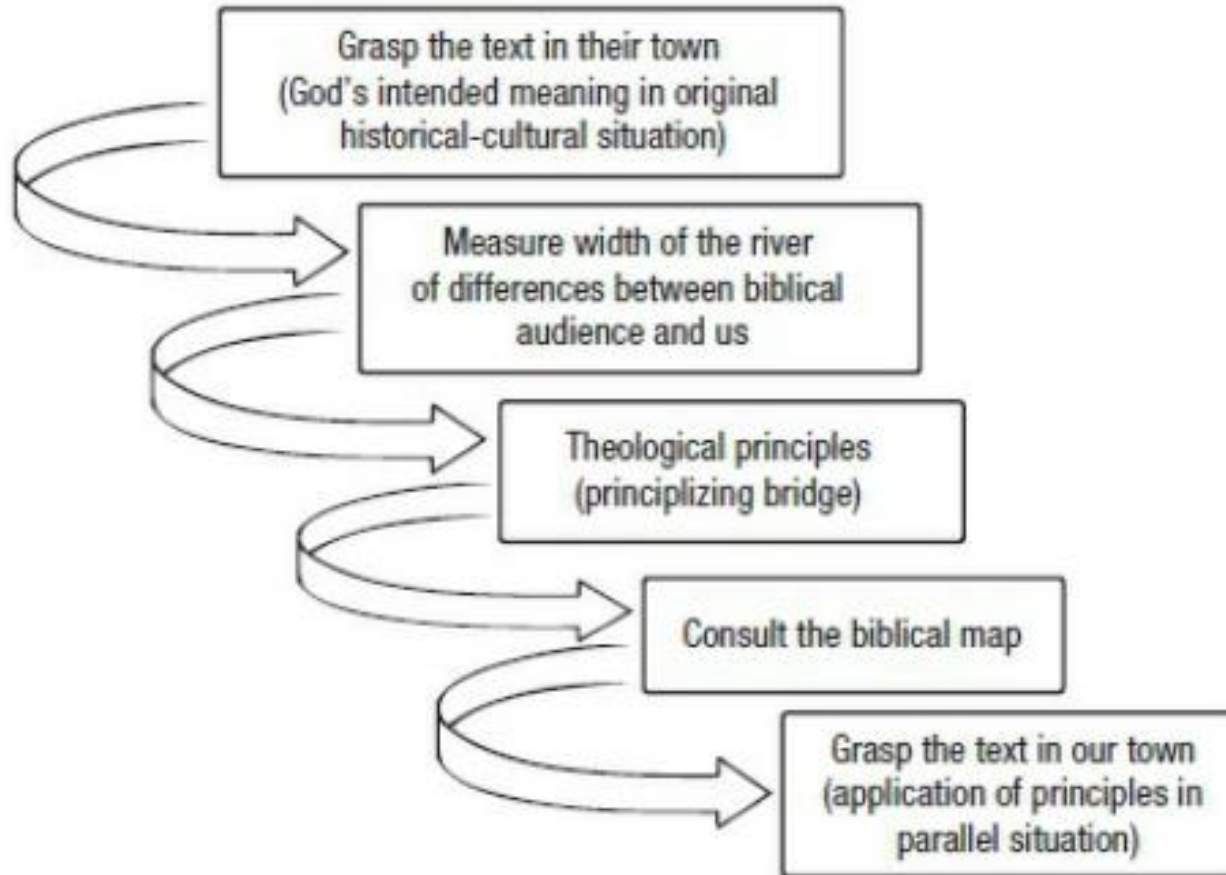 Grasp the text in their town
(God's intended meaning in original
historical-cultural situation)
Measure width of the river
of differences between biblical
audience and us
Theological principles
(principlizing bridge)
Consult the biblical map
Grasp the text in our town
(application of principles in
parallel situation)